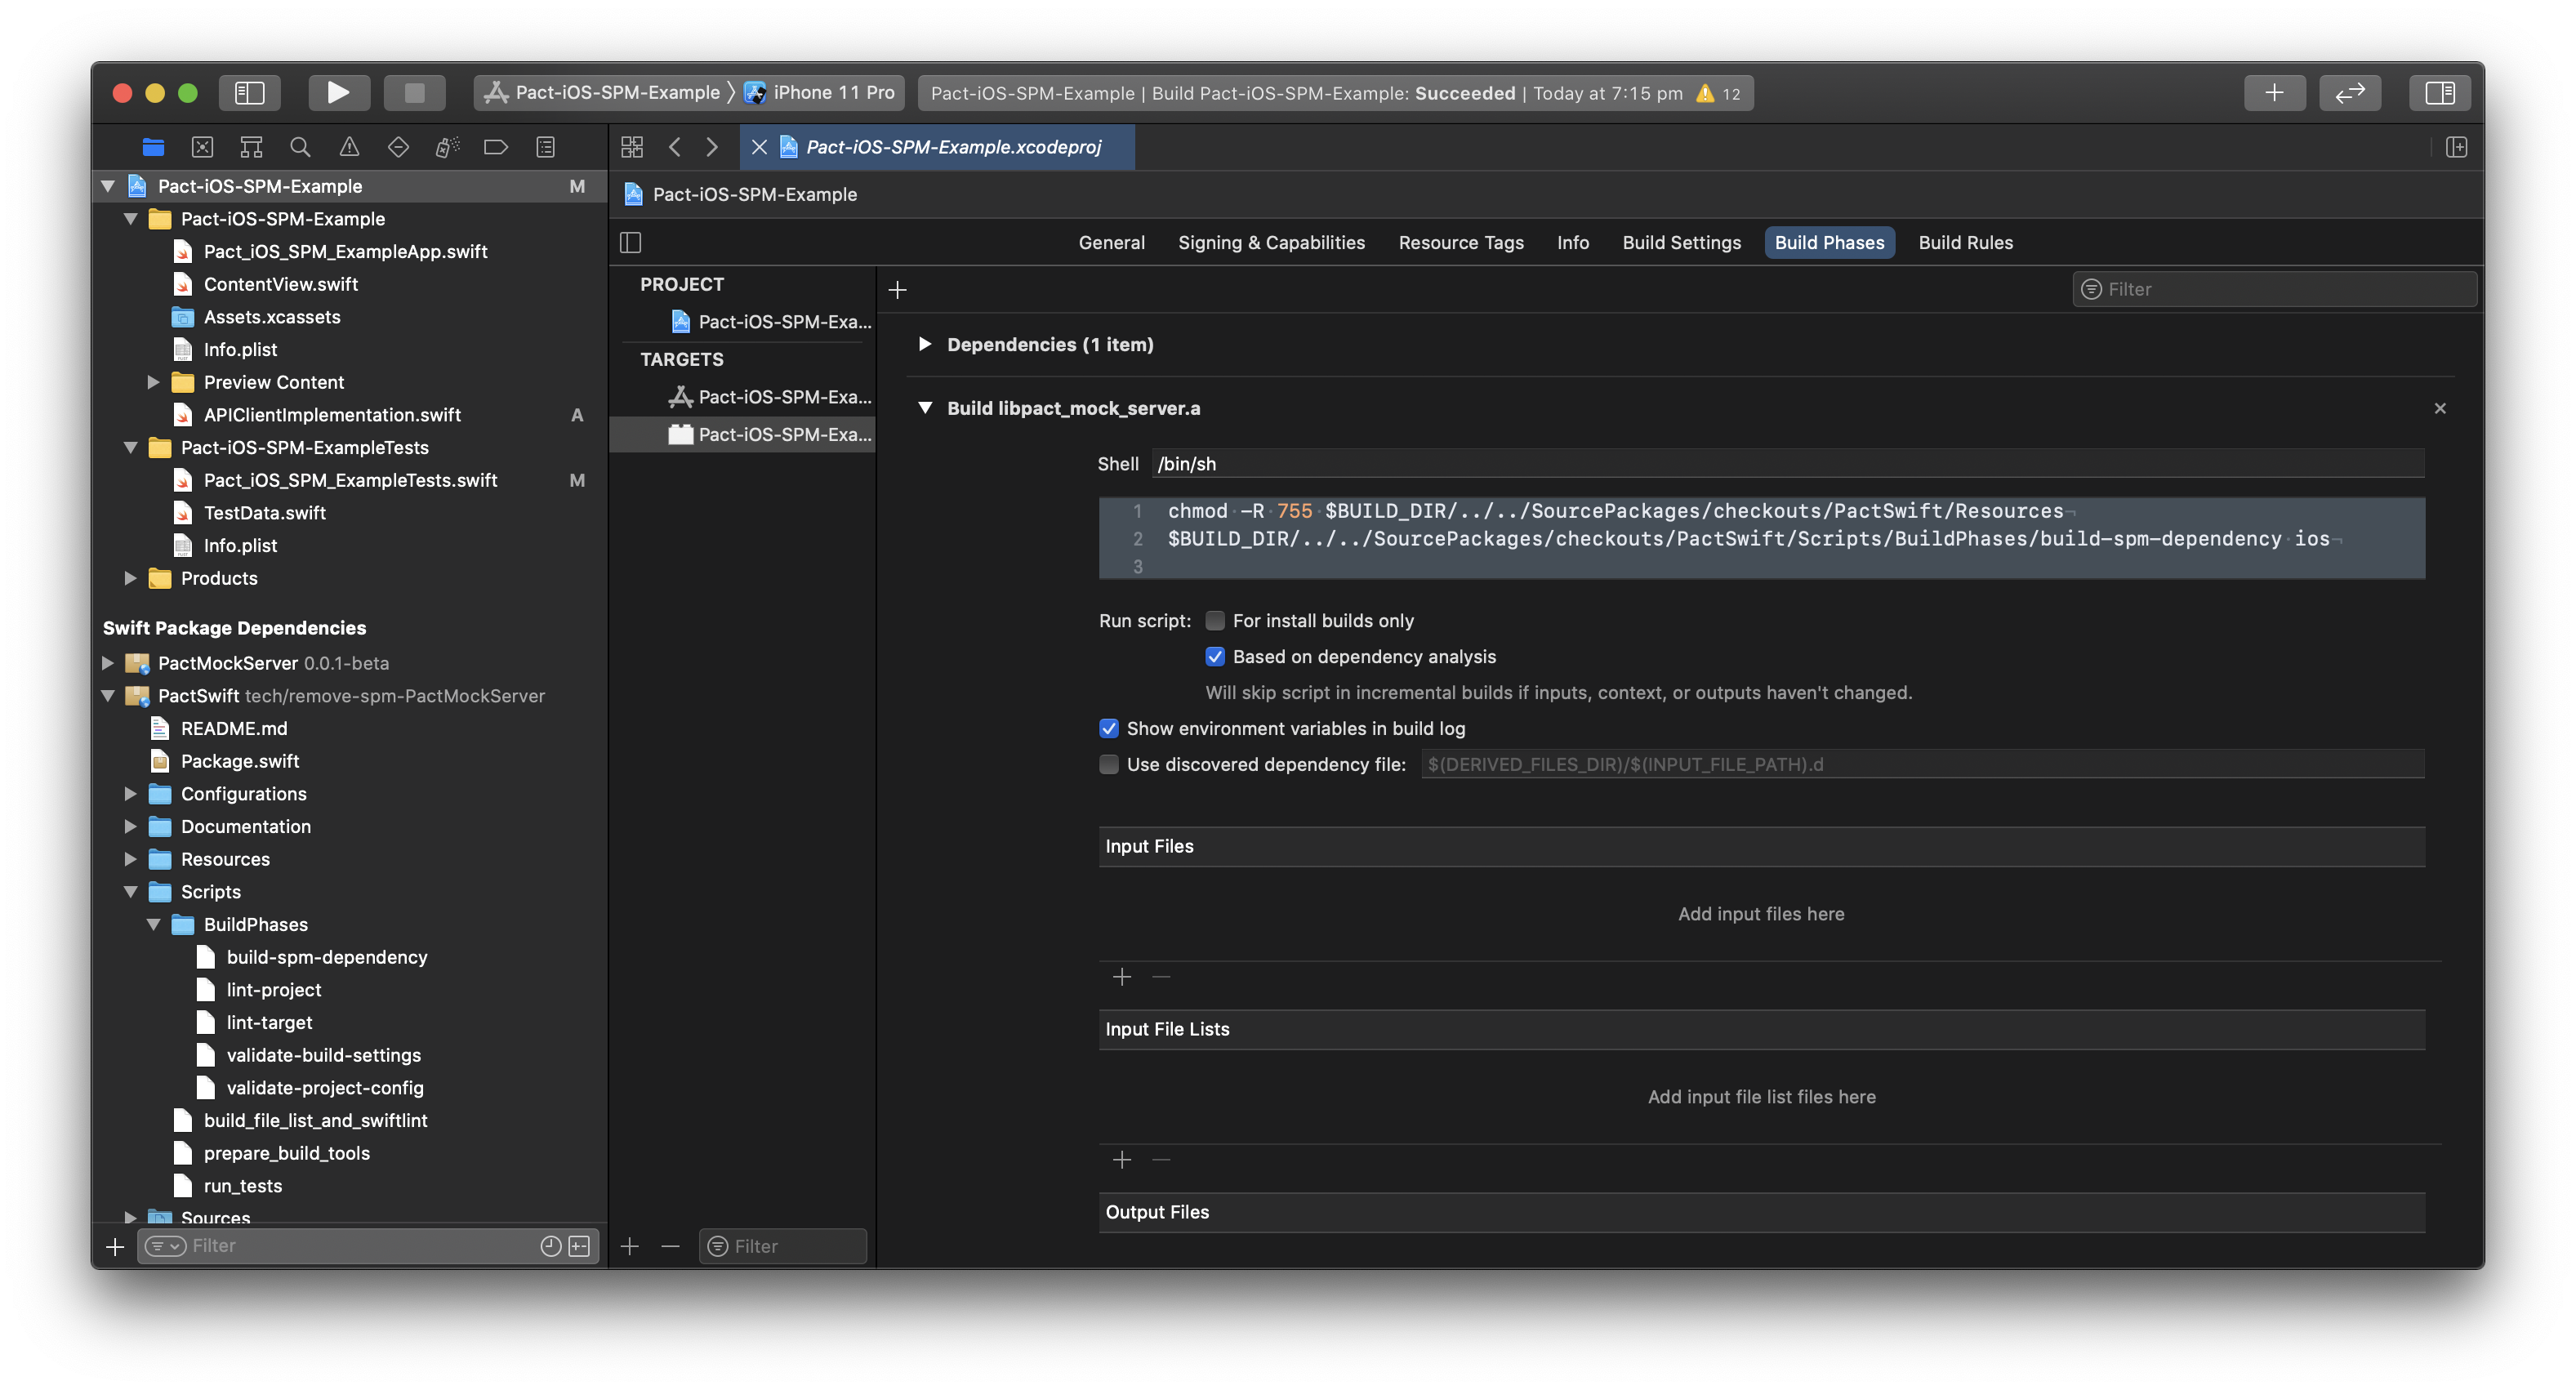 Pact-iOS-SPM-Example 〉 iPhone 11 Pro
Pact-iOS-SPM-Example | Build Pact-iOS-SPM-Example: Succeeded | Today at 7:15 pm 12
Pact-iOS-SPM-Example.xcodeproj
Pact-iOS-SPM-Example M
Pact-iOS-SPM-Example
Pact_iOS_SPM_ExampleApp.swift
ContentView.swift
Assets.xcassets
Info.plist
Preview Content
APIClientImplementation.swift A
Pact-iOS-SPM-ExampleTests
Pact_iOS_SPM_ExampleTests.swift M
TestData.swift
Info.plist
Products
Swift Package Dependencies
PactMockServer 0.0.1-beta
PactSwift tech/remove-spm-PactMockServer
README.md
Package.swift
Configurations
Documentation
Resources
Scripts
BuildPhases
build-spm-dependency
lint-project
lint-target
validate-build-settings
validate-project-config
build_file_list_and_swiftlint
prepare_build_tools
run_tests
Sources
Filter
Pact-iOS-SPM-Example
General Signing & Capabilities Resource Tags Info Build Settings Build Phases Build Rules
PROJECT
Pact-iOS-SPM-Exa...
TARGETS
Pact-iOS-SPM-Exa...
Pact-iOS-SPM-Exa...
Filter
Filter
Dependencies (1 item)
Build libpact_mock_server.a
Shell /bin/sh
1 chmod -R 755 $BUILD_DIR/../../SourcePackages/checkouts/PactSwift/Resources
2 $BUILD_DIR/../../SourcePackages/checkouts/PactSwift/Scripts/BuildPhases/build-spm-dependency ios
3
Run script: For install builds only
Based on dependency analysis
Will skip script in incremental builds if inputs, context, or outputs haven't changed.
Show environment variables in build log
Use discovered dependency file: $(DERIVED_FILES_DIR)/$(INPUT_FILE_PATH).d
Input Files
Add input files here
Input File Lists
Add input file list files here
Output Files